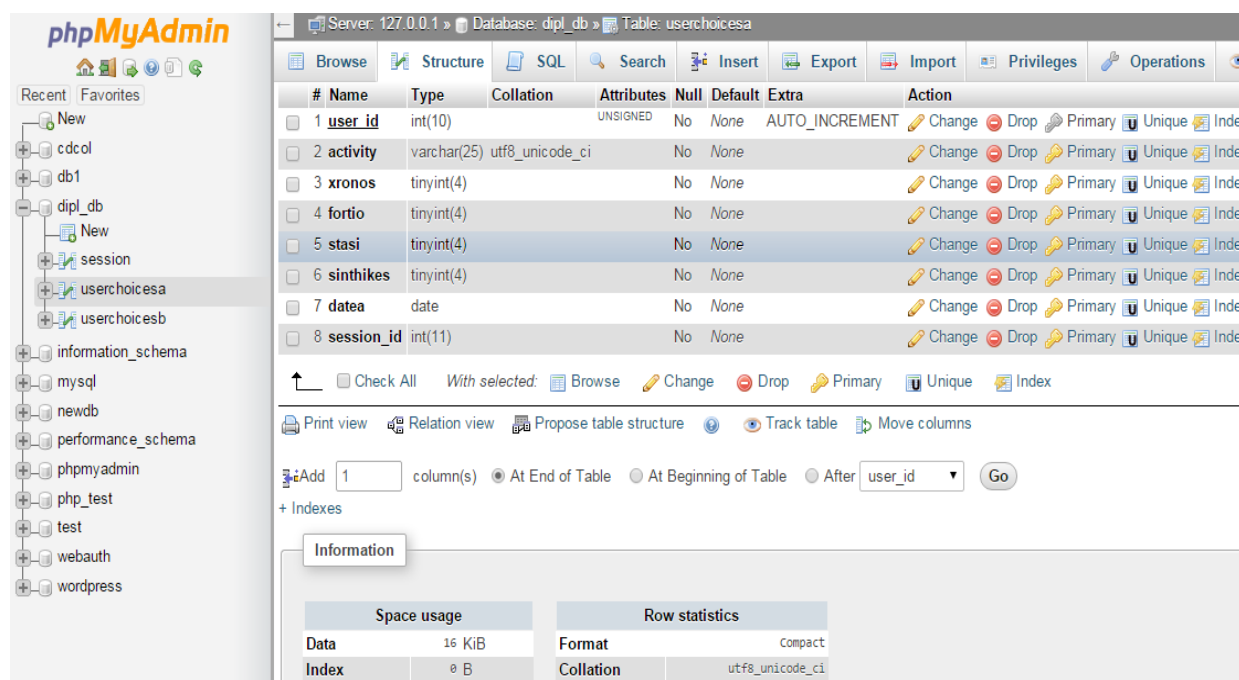 phpMyAdmin
Recent Favorites
New
cdcol
db1
dipl_db
New
session
userchoicesa
userchoicesb
information_schema
mysql
newdb
performance_schema
phpmyadmin
php_test
test
webauth
wordpress
Server: 127.0.0.1 » Database: dipl_db » Table: userchoicesa
Browse Structure SQL Search Insert Export Import Privileges Operations
# Name Type Collation Attributes Null Default Extra Action
1 user_id int(10) UNSIGNED No None AUTO_INCREMENT Change Drop Primary Unique Inde
2 activity varchar(25) utf8_unicode_ci No None Change Drop Primary Unique Inde
3 xronos tinyint(4) No None Change Drop Primary Unique Inde
4 fortio tinyint(4) No None Change Drop Primary Unique Inde
5 stasi tinyint(4) No None Change Drop Primary Unique Inde
6 sinthikes tinyint(4) No None Change Drop Primary Unique Inde
7 datea date No None Change Drop Primary Unique Inde
8 session_id int(11) No None Change Drop Primary Unique Inde
Check All With selected: Browse Change Drop Primary Unique Index
Print view Relation view Propose table structure Track table Move columns
Add 1 column(s) At End of Table At Beginning of Table After user_id Go
+ Indexes
Information
Space usage Row statistics
Data 16 KiB Format Compact
Index 0 B Collation utf8_unicode_ci